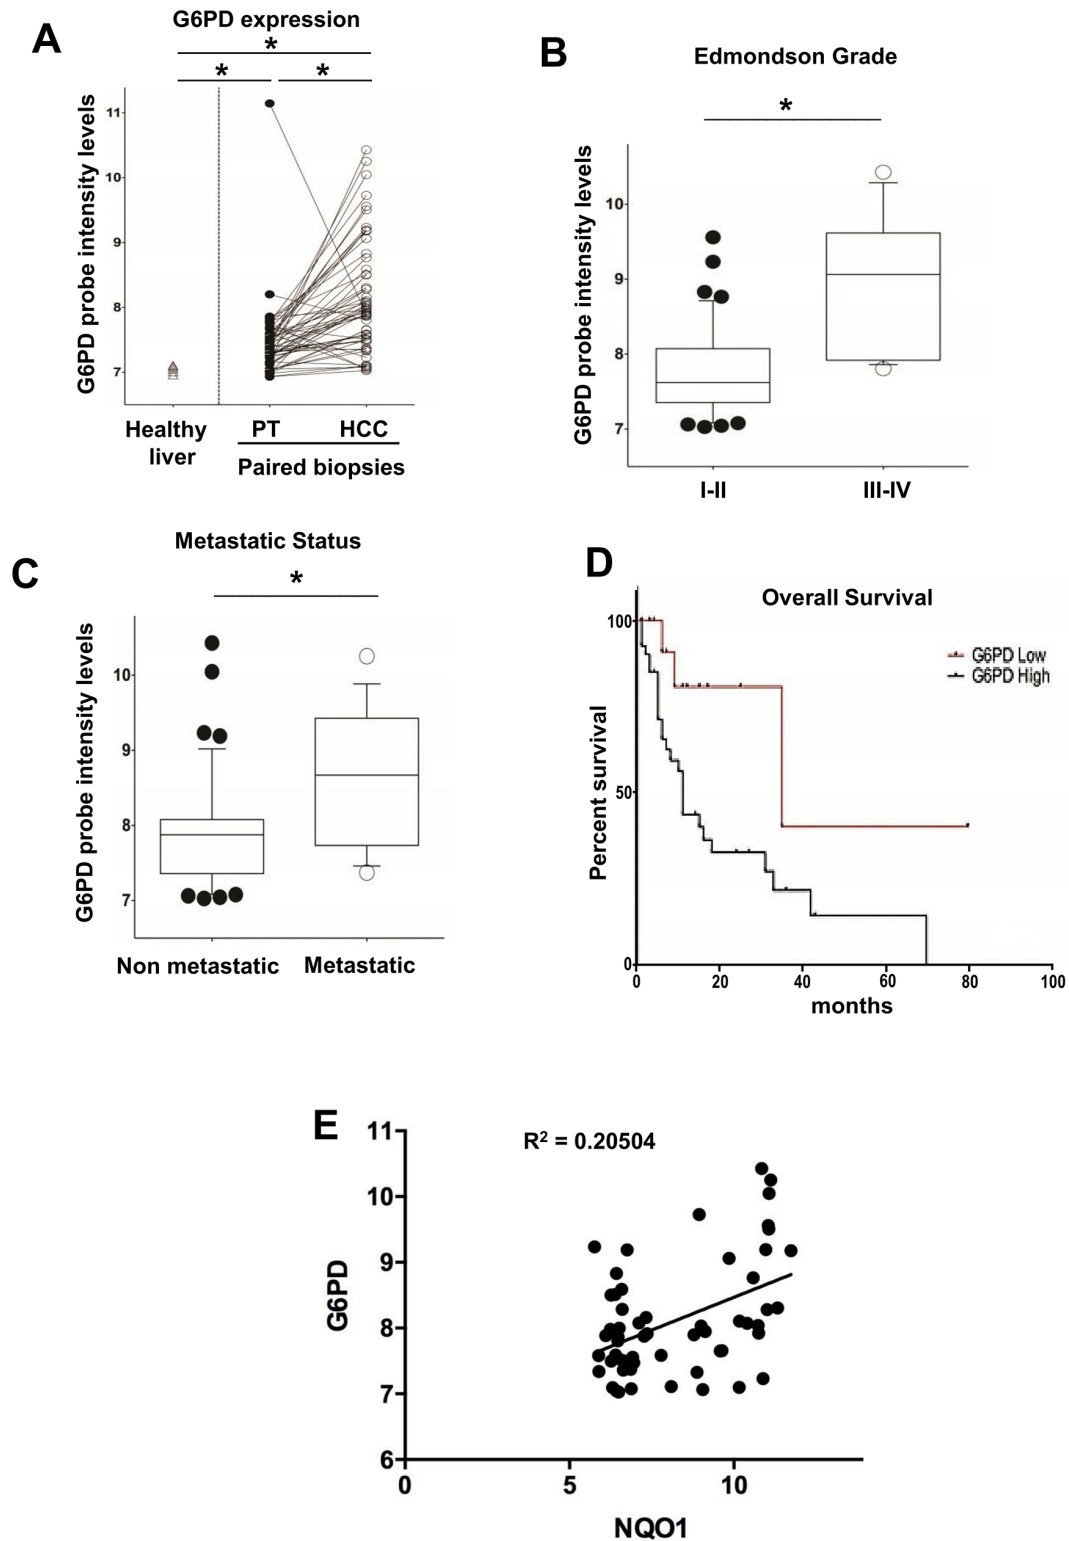 A
G6PD expression
*
* *
G6PD probe intensity levels
11
10
9
8
7
Healthy liver
PT HCC
Paired biopsies
B
Edmondson Grade
*
G6PD probe intensity levels
10
9
8
7
I-II III-IV
C
Metastatic Status
*
G6PD probe intensity levels
10
9
8
7
Non metastatic Metastatic
D
Overall Survival
G6PD Low
G6PD High
Percent survival
100
50
0
0 20 40 60 80 100
months
E
R² = 0.20504
G6PD
11
10
9
8
7
6
0 5 10
NQO1